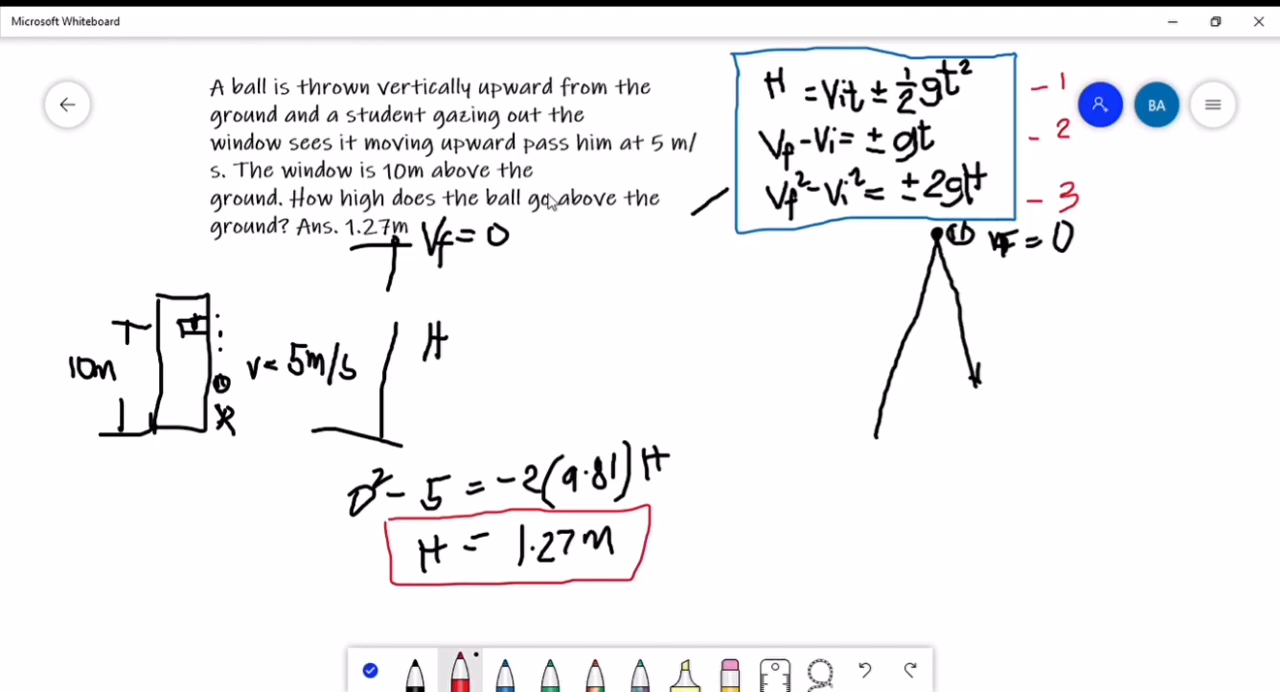 Microsoft Whiteboard
A ball is thrown vertically upward from the
ground and a student gazing out the
window sees it moving upward pass him at 5 m/
s. The window is 10m above the
ground. How high does the ball go above the
ground? Ans. 1.27m
H = Vit ± 1/2 gt² - 1
Vf - Vi = ± gt - 2
Vf² - Vi² = ± 2gH - 3
BA
Vf = 0
(1) Vf = 0
10m
V = 5m/s
H
0² - 5 = -2(9.81)H
H = 1.27m